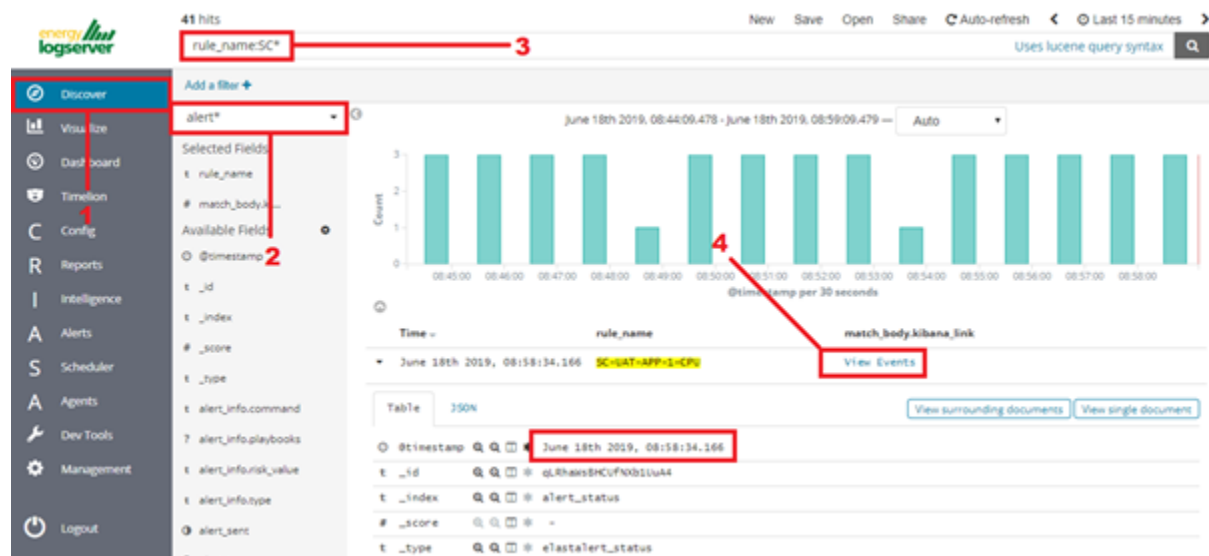 energy
logserver
41 hits
New Save Open Share Auto-refresh Last 15 minutes
rule_name:SC*
3
Uses lucene query syntax
Discover
Visualize
Dashboard
Timelion
1
C Config
R Reports
I Intelligence
A Alerts
S Scheduler
A Agents
Dev Tools
Management
Logout
Add a filter +
alert*
Selected Fields
t rule_name
# match_body.k...
Available Fields
2
@timestamp
t _id
t _index
# _score
t _type
t alert_info.command
? alert_info.playbooks
t alert_info.risk_value
t alert_info.type
alert_sent
June 18th 2019, 08:44:09.478 - June 18th 2019, 08:59:09.479 —
Auto
Count
3
2
1
0
4
08:45:00 08:46:00 08:47:00 08:48:00 08:49:00 08:50:00 08:51:00 08:52:00 08:53:00 08:54:00 08:55:00 08:56:00 08:57:00 08:58:00
@timestamp per 30 seconds
Time rule_name match_body.kibana_link
June 18th 2019, 08:58:34.166 SC-UAT-APP-1-CPU View Events
Table JSON
View surrounding documents View single document
@timestamp June 18th 2019, 08:58:34.166
t _id
t _index alert_status
# _score -
t _type elastalert_status